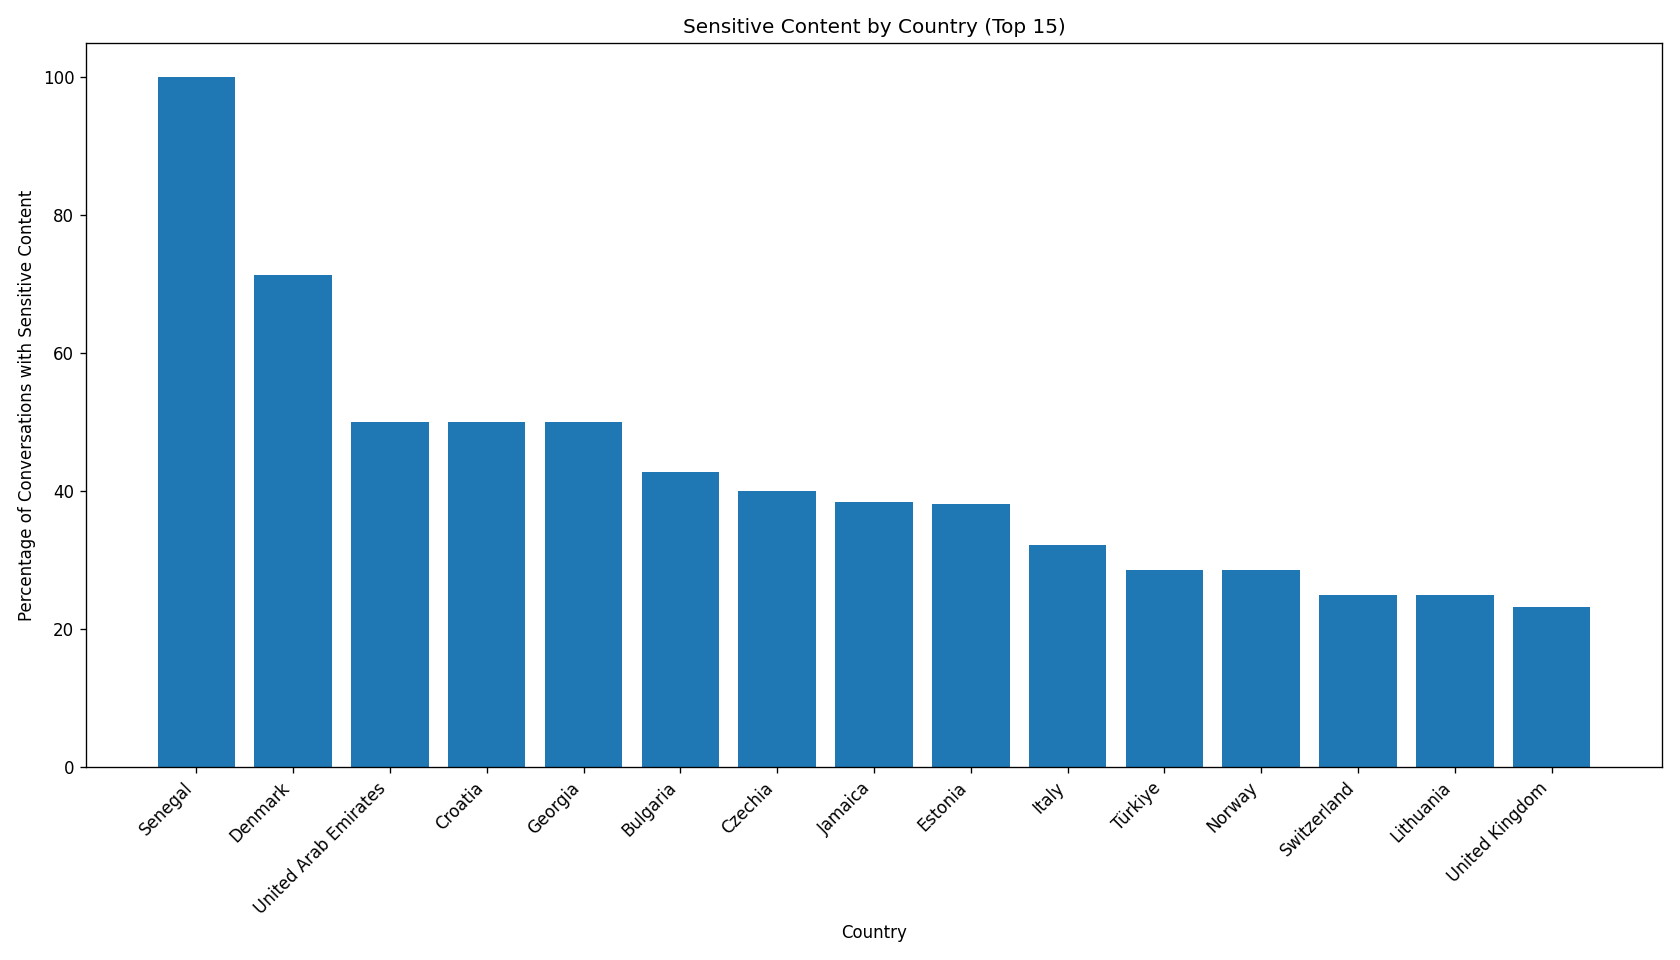 Sensitive Content by Country (Top 15)
Percentage of Conversations with Sensitive Content
100
80
60
40
20
0
Senegal
Denmark
United Arab Emirates
Croatia
Georgia
Bulgaria
Czechia
Jamaica
Estonia
Italy
Türkiye
Norway
Switzerland
Lithuania
United Kingdom
Country